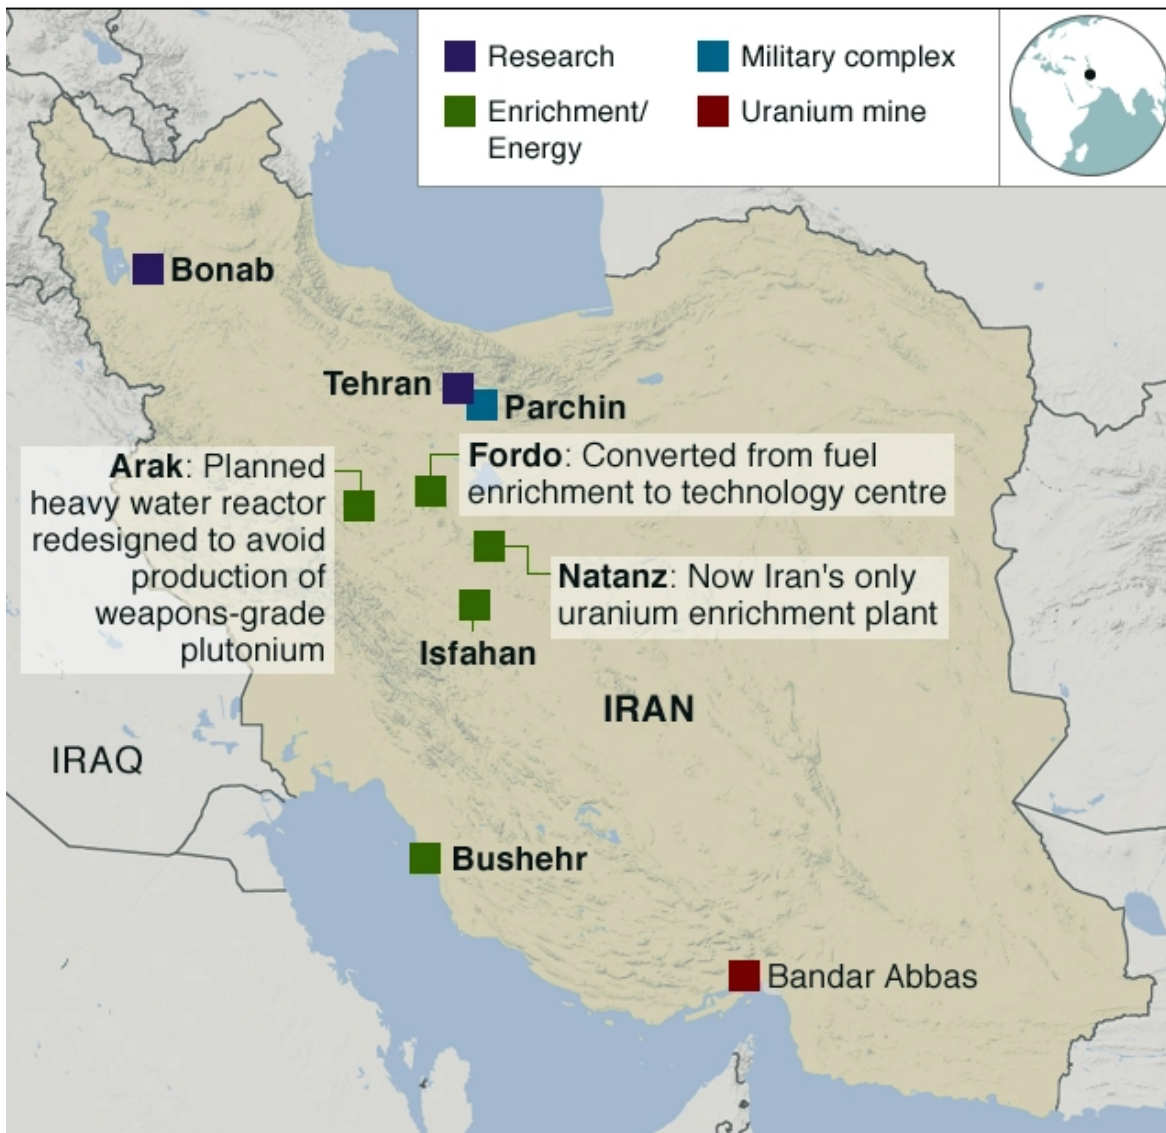 Research
Military complex
Enrichment/
Energy
Uranium mine
Bonab
Tehran
Parchin
Arak: Planned
heavy water reactor
redesigned to avoid
production of
weapons-grade
plutonium
Fordo: Converted from fuel
enrichment to technology centre
Natanz: Now Iran's only
uranium enrichment plant
Isfahan
IRAN
IRAQ
Bushehr
Bandar Abbas